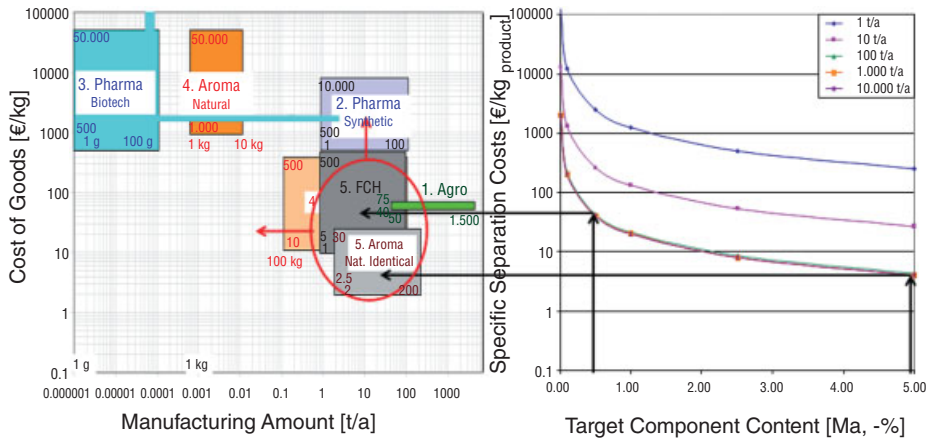 Cost of Goods [€/kg]
100000
10000
1000
100
10
1
0.1
50.000
3. Pharma
Biotech
500
1 g
100 g
50.000
4. Aroma
Natural
.000
1 kg
10 kg
10.000
2. Pharma
Synthetic
500
1
100
500
4
10
100 kg
500
5. FCH
75
40
50
5
1
1. Agro
1.500
30
5. Aroma
Nat. Identical
2.5
2
200
1 g
1 kg
0.000001
0.00001
0.0001
0.001
0.01
0.1
1
10
100
1000
Manufacturing Amount [t/a]
Specific Separation Costs [€/kg product]
100000
10000
1000
100
10
1
0.1
1 t/a
10 t/a
100 t/a
1.000 t/a
10.000 t/a
0.00
1.00
2.00
3.00
4.00
5.00
Target Component Content [Ma, -%]